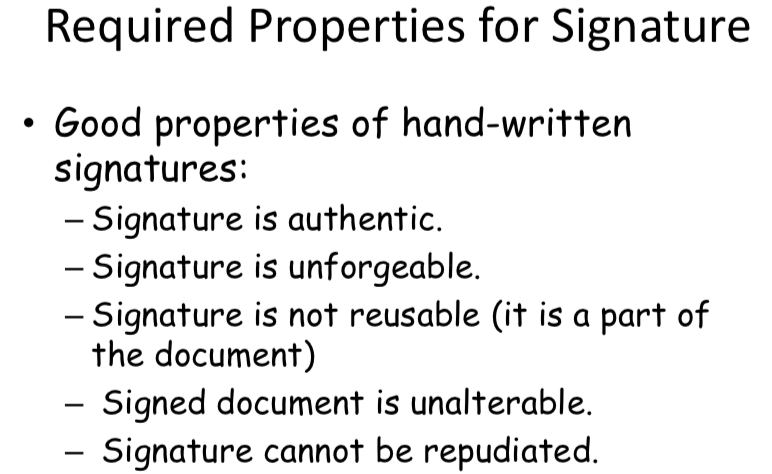 Required Properties for Signature
• Good properties of hand-written
signatures:
– Signature is authentic.
– Signature is unforgeable.
– Signature is not reusable (it is a part of
the document)
– Signed document is unalterable.
– Signature cannot be repudiated.